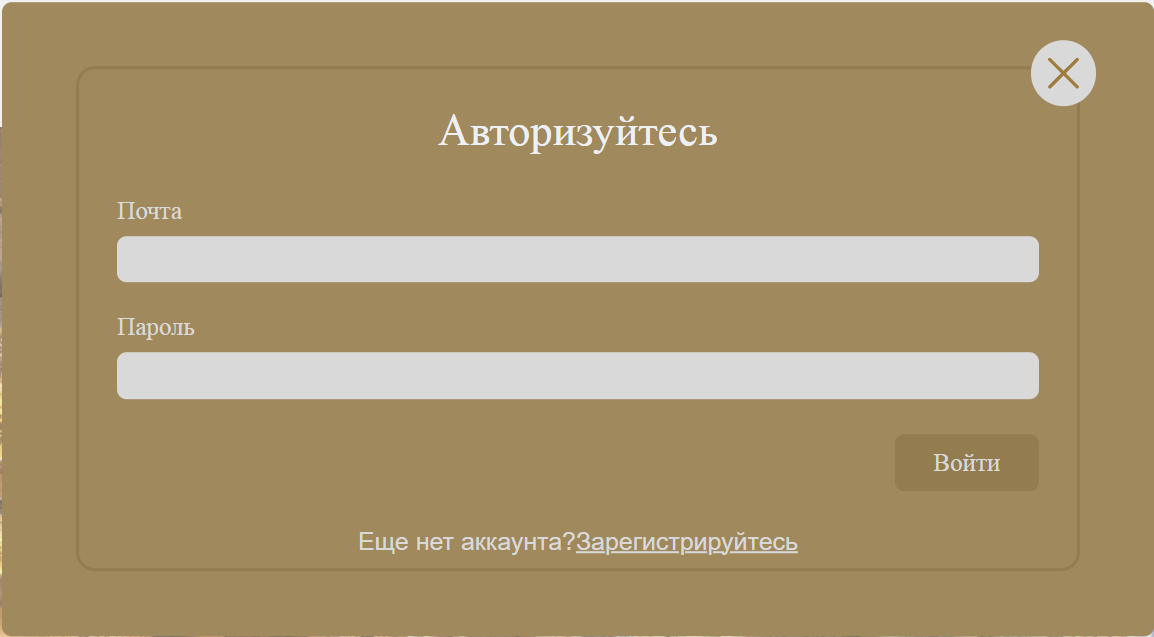 Авторизуйтесь
Почта
Пароль
Войти
Еще нет аккаунта?Зарегистрируйтесь